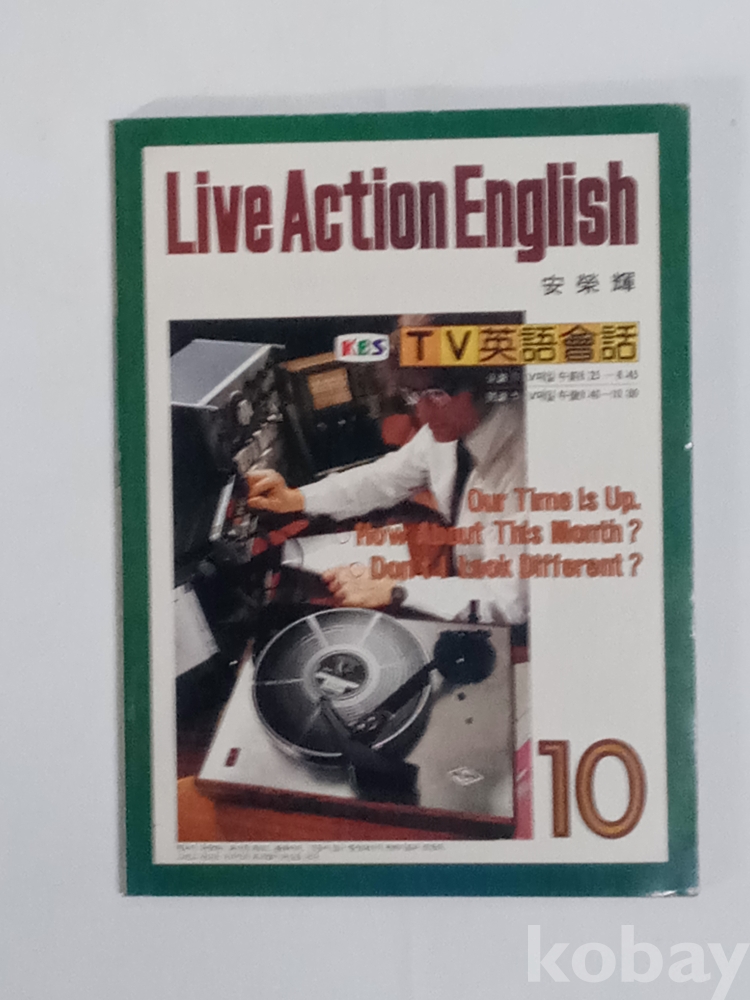 Live Action English
安榮輝
KBS TV英語會話
Our Time is Up.
How About This Month?
Don't I Look Different?
10
kobay